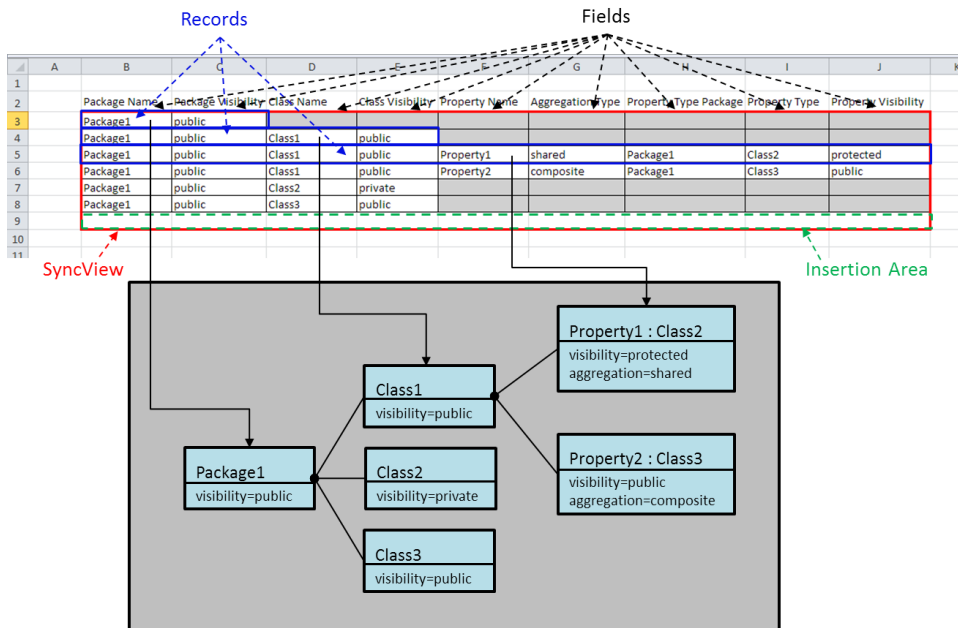 Records Fields
A B C D E F G H I J K
1
2 Package Name Package Visibility Class Name Class Visibility Property Name Aggregation Type Property Type Package Property Type Property Visibility
3 Package1 public
4 Package1 public Class1 public
5 Package1 public Class1 public Property1 shared Package1 Class2 protected
6 Package1 public Class1 public Property2 composite Package1 Class3 public
7 Package1 public Class2 private
8 Package1 public Class3 public
9
10
11
SyncView Insertion Area
Property1 : Class2
visibility=protected
aggregation=shared
Class1
visibility=public
Property2 : Class3
visibility=public
aggregation=composite
Package1
visibility=public
Class2
visibility=private
Class3
visibility=public